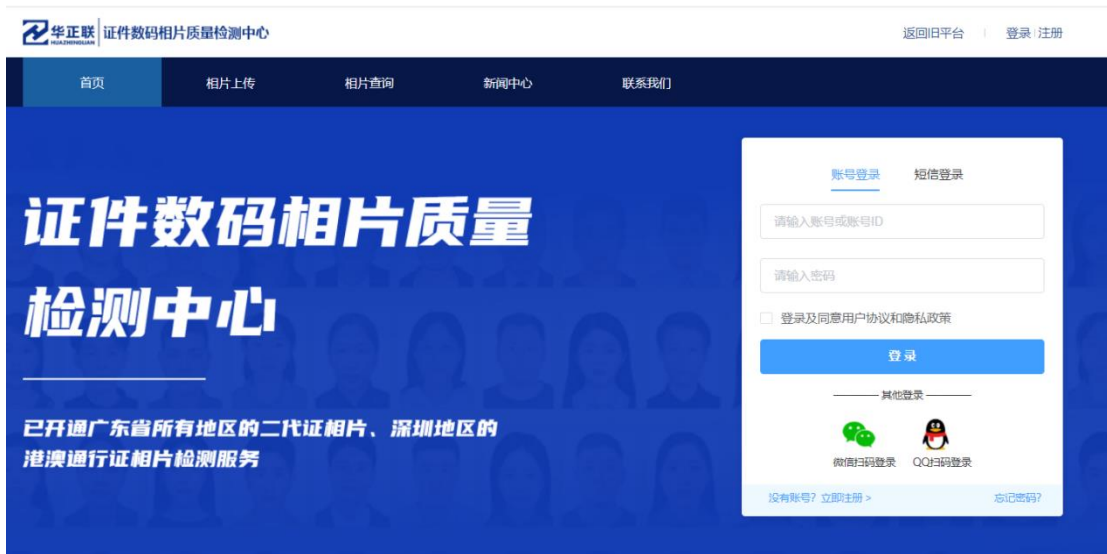 华正联 证件数码相片质量检测中心
HUAZHENGLIAN
返回旧平台 | 登录 | 注册
首页 相片上传 相片查询 新闻中心 联系我们
证件数码相片质量
检测中心
已开通广东省所有地区的二代证相片、深圳地区的
港澳通行证相片检测服务
账号登录 短信登录
请输入账号或账号ID
请输入密码
登录及同意用户协议和隐私政策
登录
其他登录
微信扫码登录 QQ扫码登录
没有账号?立即注册 > 忘记密码?